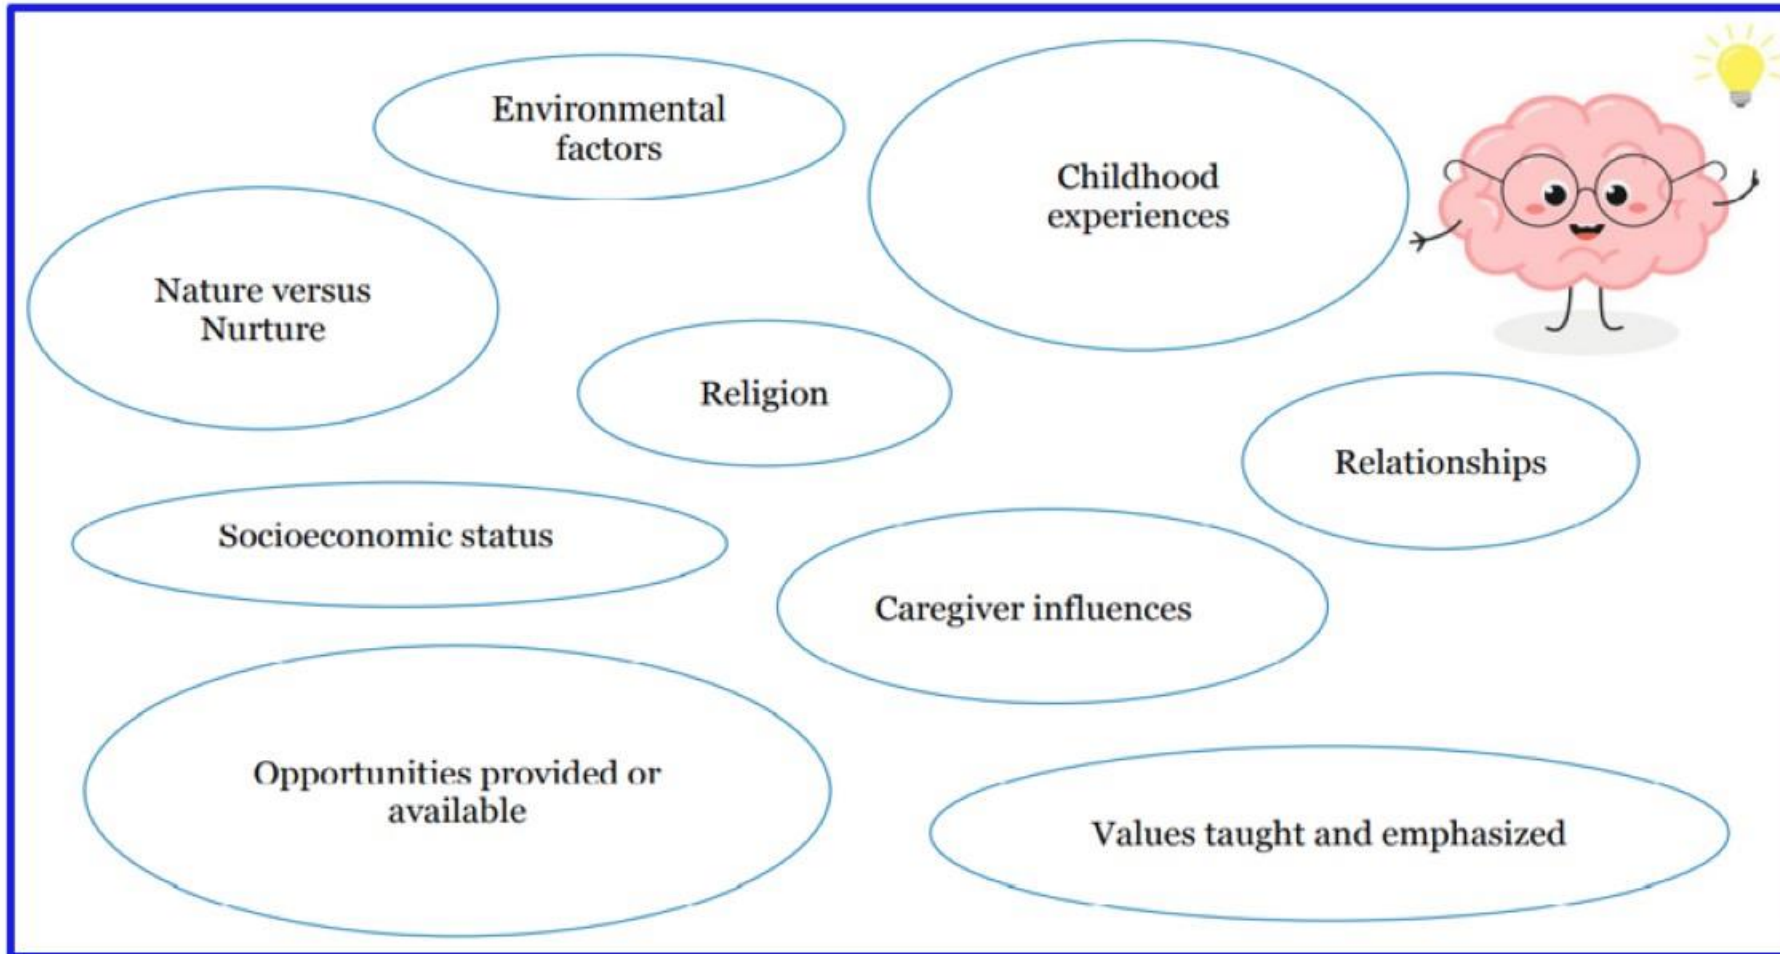 Environmental
factors
Childhood
experiences
Nature versus
Nurture
Religion
Relationships
Socioeconomic status
Caregiver influences
Opportunities provided or
available
Values taught and emphasized